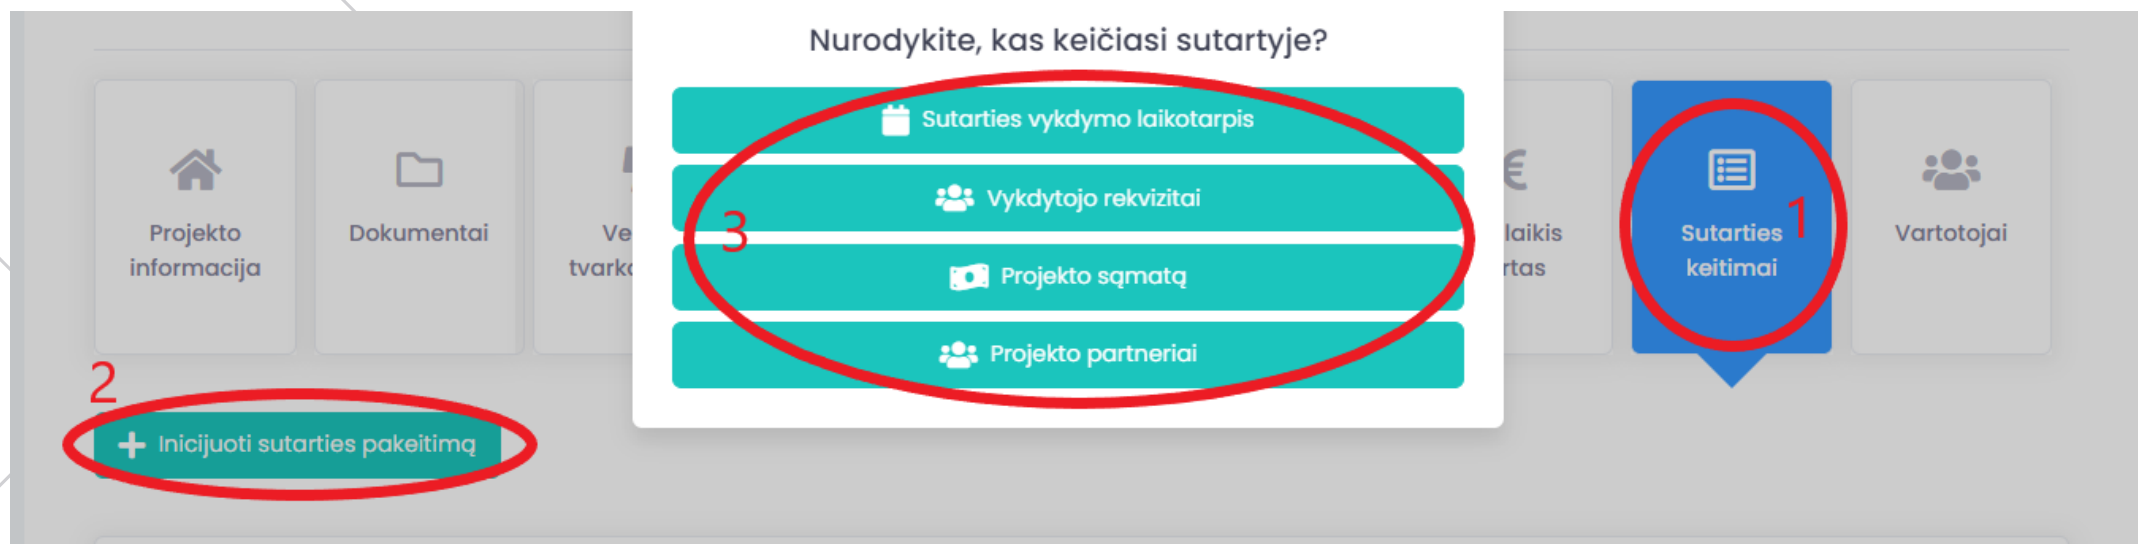 Nurodykite, kas keičiasi sutartyje?
Sutarties vykdymo laikotarpis
Vykdytojo rekvizitai
3
Projekto sąmatą
Projekto partneriai
Projekto
informacija
Dokumentai
Sutarties
keitimai
1
Vartotojai
2
Inicijuoti sutarties pakeitimą